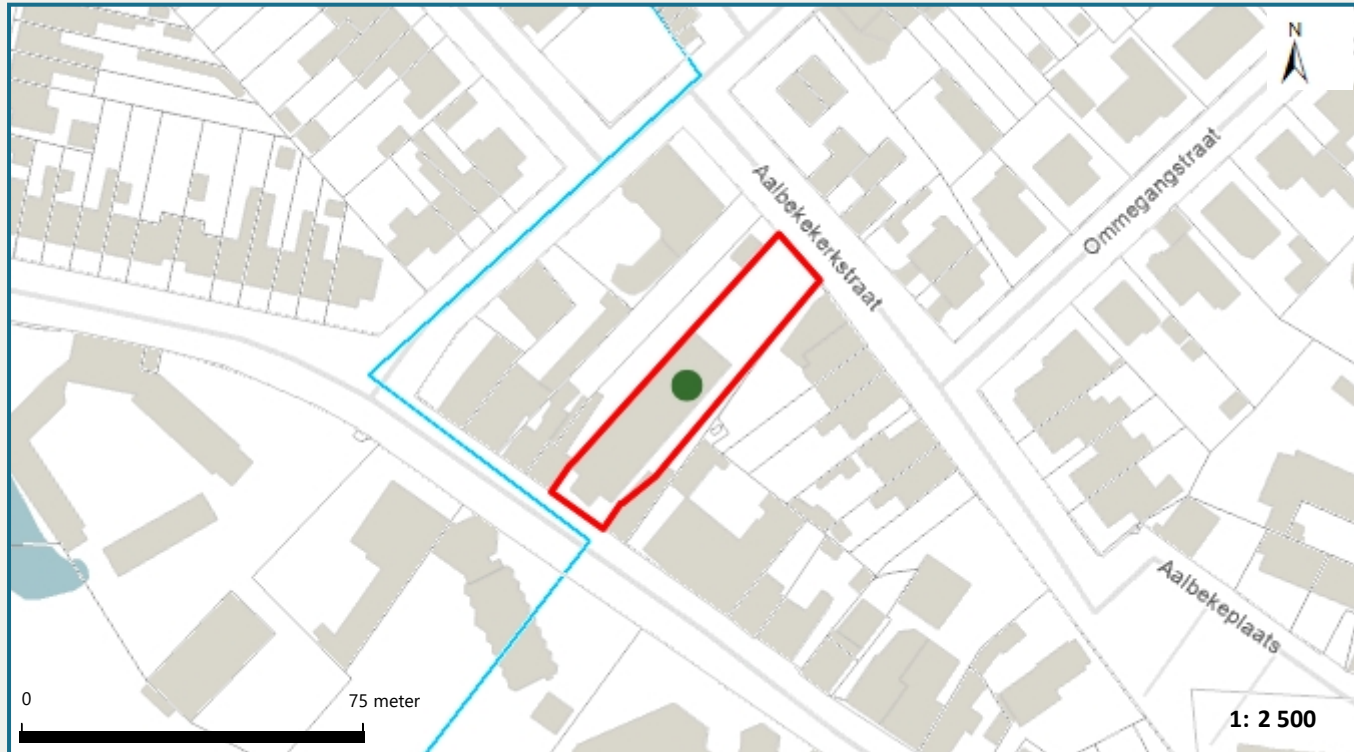 N
Aalbekekerkstraat
Ommegangstraat
Aalbekeplaats
0 75 meter
1: 2 500